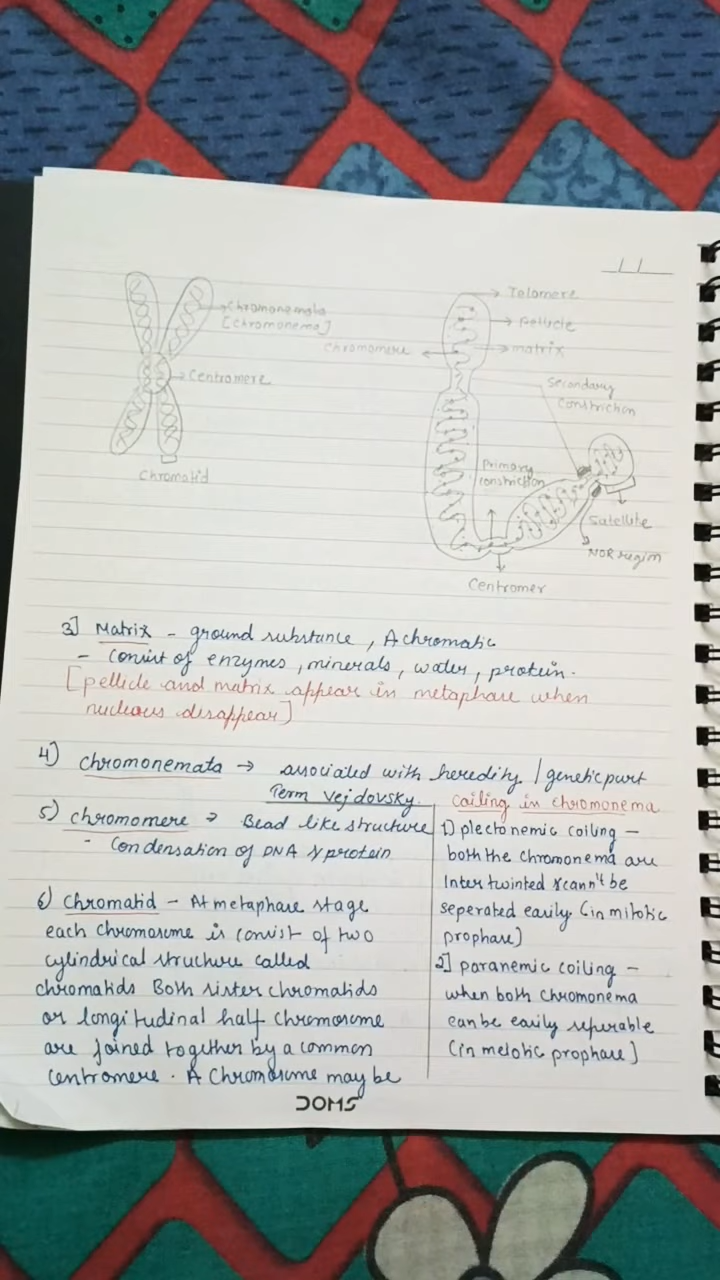 Telomere
pellicle
Chromonemata
[Chromonema]
Chromomere
matrix
Centromere
Secondary
Constriction
Chromatid
Primary
constriction
Satellite
NOR region
Centromer
3] Matrix - ground substance, Achromatic
- Consist of enzymes, minerals, water, protein.
[pellicle and matrix appear in metaphase when
nucleous disappear]
4) Chromonemata → associated with heredity / genetic part
Term Vejdovsky.
5) Chromomere → Bead like structure
- Condensation of DNA & protein
6) Chromatid - At metaphase stage
each chromosome is consist of two
cylindrical structure called
chromatids Both sister chromatids
or longitudinal half chromosome
are joined together by a common
centromere. A Chromosome may be
coiling in chromonema
1) plectonemic coiling -
both the chromonema are
Inter twinted & cann't be
seperated easily. (in mitotic
prophase]
2] paranemic coiling -
when both chromonema
can be easily seperable
(in meiotic prophase]
DOMS